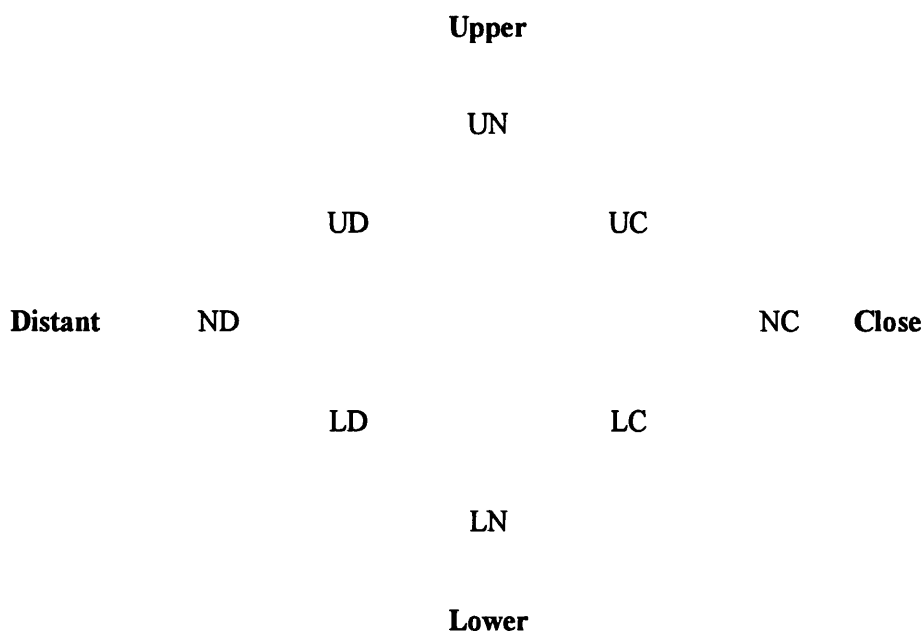 Upper
UN
UD UC
Distant ND NC Close
LD LC
LN
Lower